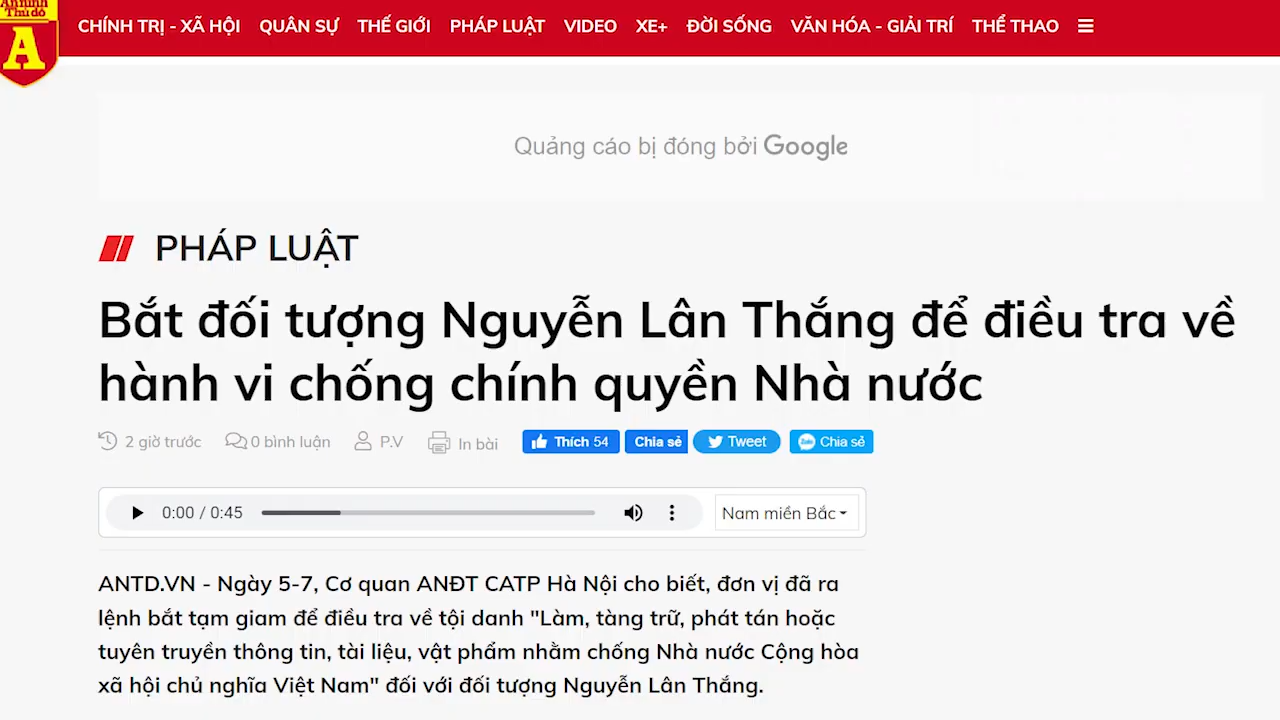 An ninh
Thủ đô
A
CHÍNH TRỊ - XÃ HỘI QUÂN SỰ THẾ GIỚI PHÁP LUẬT VIDEO XE+ ĐỜI SỐNG VĂN HÓA - GIẢI TRÍ THỂ THAO
Quảng cáo bị đóng bởi Google
PHÁP LUẬT
Bắt đối tượng Nguyễn Lân Thắng để điều tra về
hành vi chống chính quyền Nhà nước
2 giờ trước 0 bình luận P.V In bài Thích 54 Chia sẻ Tweet Zalo Chia sẻ
0:00 / 0:45 Nam miền Bắc
ANTD.VN - Ngày 5-7, Cơ quan ANĐT CATP Hà Nội cho biết, đơn vị đã ra
lệnh bắt tạm giam để điều tra về tội danh "Làm, tàng trữ, phát tán hoặc
tuyên truyền thông tin, tài liệu, vật phẩm nhằm chống Nhà nước Cộng hòa
xã hội chủ nghĩa Việt Nam" đối với đối tượng Nguyễn Lân Thắng.